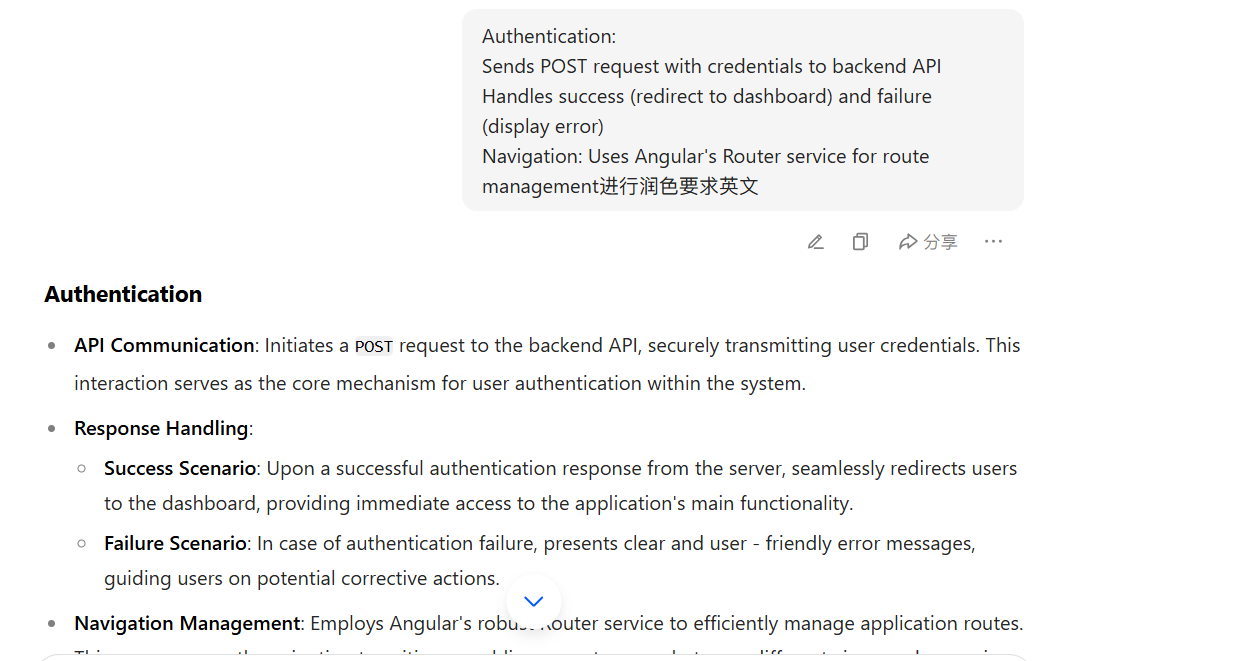 Authentication:
Sends POST request with credentials to backend API
Handles success (redirect to dashboard) and failure
(display error)
Navigation: Uses Angular's Router service for route
management进行润色要求英文
分享
Authentication
API Communication: Initiates a POST request to the backend API, securely transmitting user credentials. This
interaction serves as the core mechanism for user authentication within the system.
Response Handling:
Success Scenario: Upon a successful authentication response from the server, seamlessly redirects users
to the dashboard, providing immediate access to the application's main functionality.
Failure Scenario: In case of authentication failure, presents clear and user - friendly error messages,
guiding users on potential corrective actions.
Navigation Management: Employs Angular's robust Router service to efficiently manage application routes.